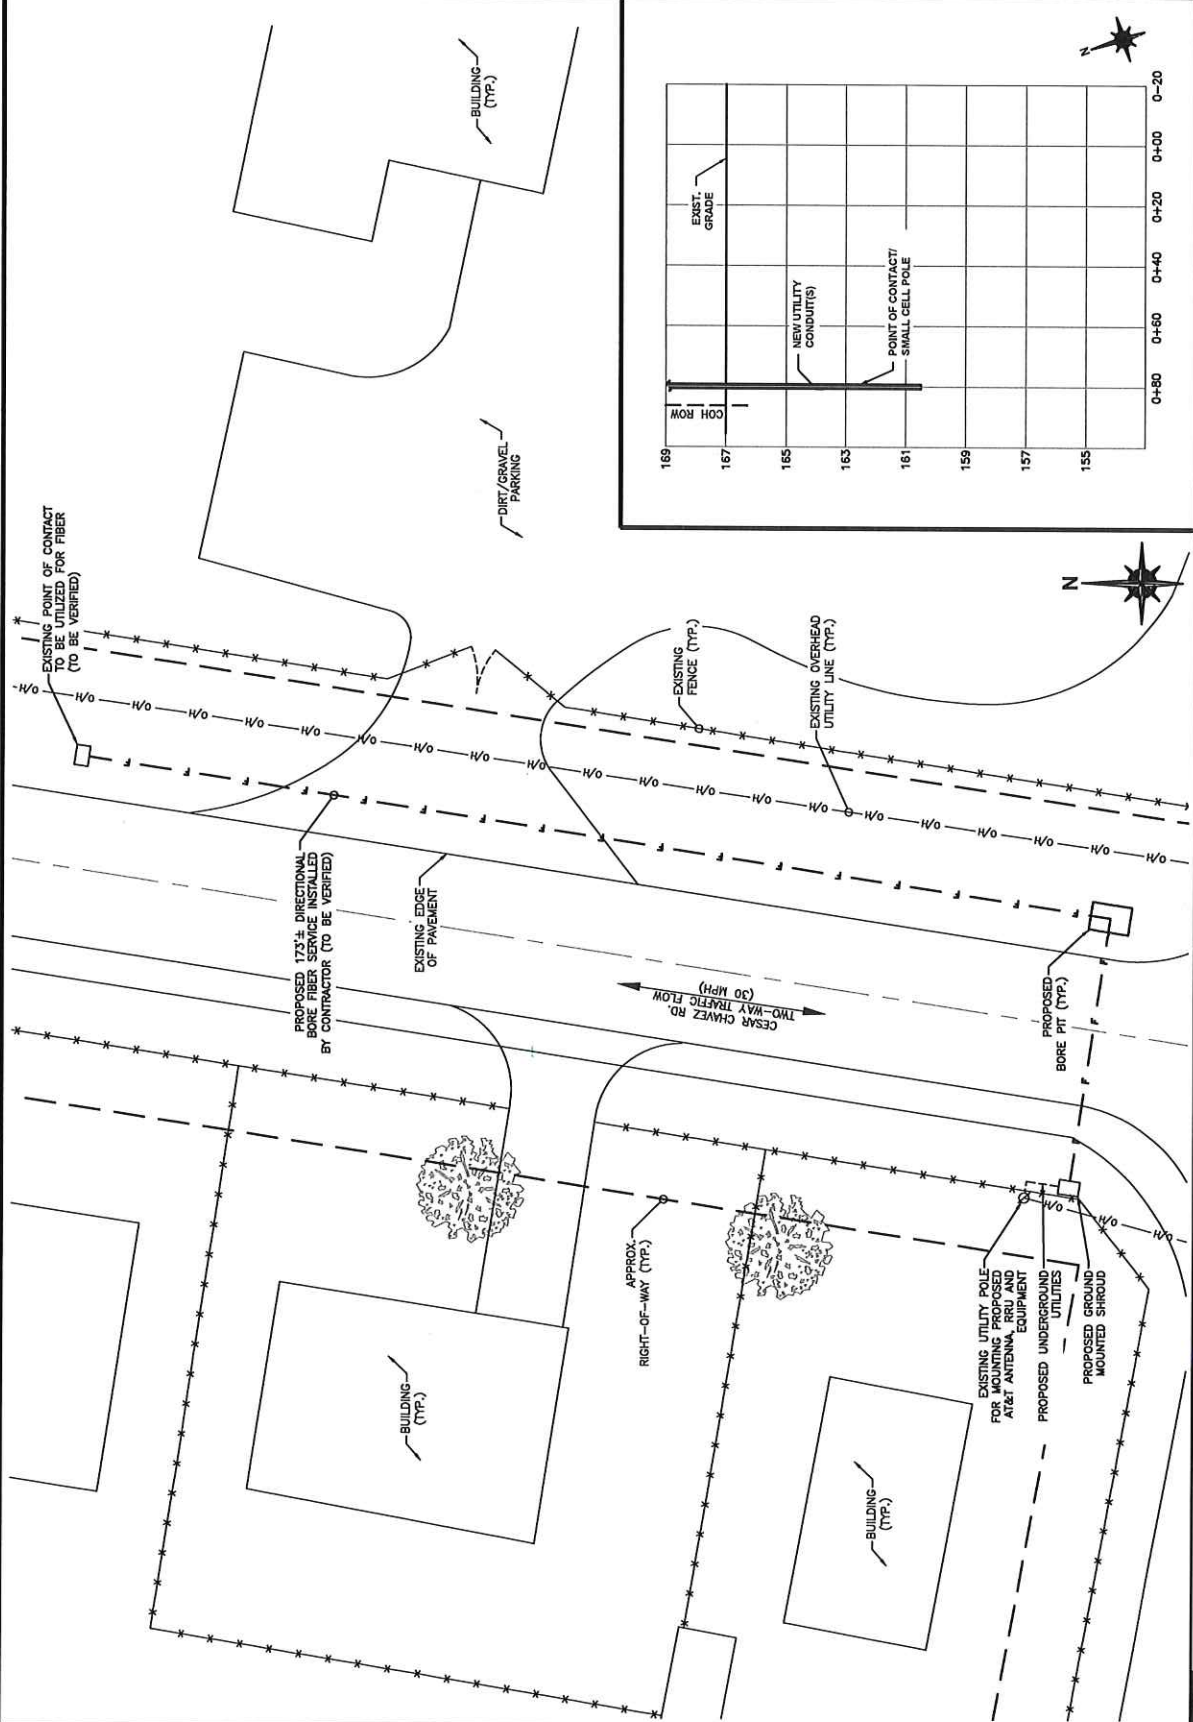 EXISTING POINT OF CONTACT
TO BE UTILIZED FOR FIBER
(TO BE VERIFIED)
BUILDING
(TYP.)
DIRT/GRAVEL
PARKING
PROPOSED 173'± DIRECTIONAL
BORE FIBER SERVICE INSTALLED
BY CONTRACTOR (TO BE VERIFIED)
EXISTING EDGE
OF PAVEMENT
EXISTING
FENCE (TYP.)
EXISTING OVERHEAD
UTILITY LINE (TYP.)
CESAR CHAVEZ RD.
TWO-WAY TRAFFIC FLOW
(30 MPH)
PROPOSED
BORE PIT (TYP.)
APPROX.
RIGHT-OF-WAY (TYP.)
BUILDING
(TYP.)
BUILDING
(TYP.)
EXISTING UTILITY POLE
FOR MOUNTING PROPOSED
AT&T ANTENNA, RRU AND
EQUIPMENT
PROPOSED UNDERGROUND
UTILITIES
PROPOSED GROUND
MOUNTED SHROUD
O/H O/H O/H O/H O/H O/H O/H O/H O/H O/H O/H O/H O/H O/H O/H O/H O/H
O/H O/H O/H
F F F F F F F F F F F F F F
F F F
N
N
169
167
165
163
161
159
157
155
COH ROW
EXIST.
GRADE
NEW UTILITY
CONDUIT(S)
POINT OF CONTACT/
SMALL CELL POLE
0+80
0+60
0+40
0+20
0+00
0-20